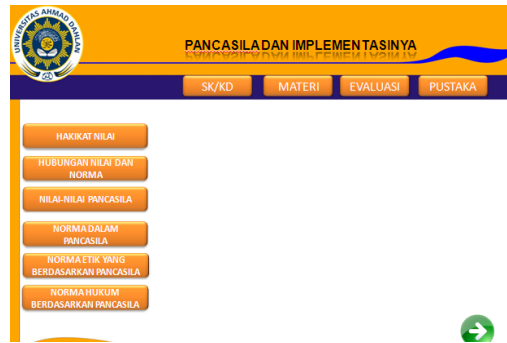 UNIVERSITAS AHMAD DAHLAN
PANCASILA DAN IMPLEMENTASINYA
SK/KD
MATERI
EVALUASI
PUSTAKA
HAKIKAT NILAI
HUBUNGAN NILAI DAN
NORMA
NILAI-NILAI PANCASILA
NORMA DALAM
PANCASILA
NORMA ETIK YANG
BERDASARKAN PANCASILA
NORMA HUKUM
BERDASARKAN PANCASILA